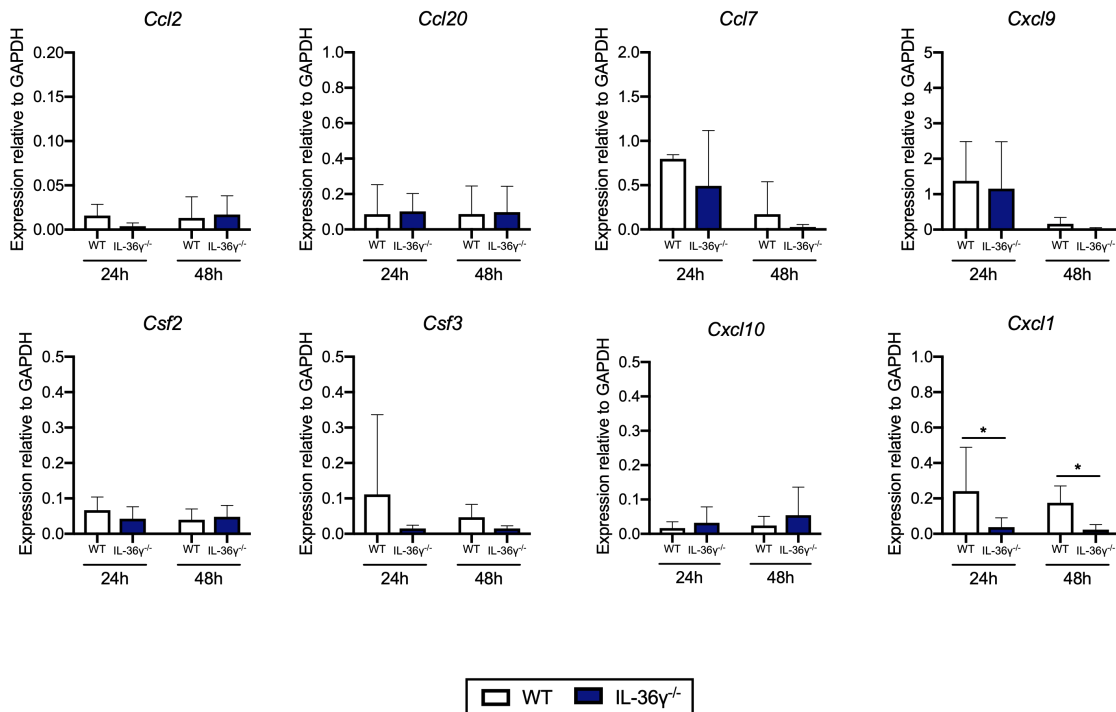 Ccl2
Expression relative to GAPDH
0.20
0.15
0.10
0.05
0.00
WT IL-36γ-/- WT IL-36γ-/-
24h 48h
Ccl20
Expression relative to GAPDH
1.0
0.8
0.6
0.4
0.2
0.0
WT IL-36γ-/- WT IL-36γ-/-
24h 48h
Ccl7
Expression relative to GAPDH
2.0
1.5
1.0
0.5
0.0
WT IL-36γ-/- WT IL-36γ-/-
24h 48h
Cxcl9
Expression relative to GAPDH
5
4
3
2
1
0
WT IL-36γ-/- WT IL-36γ-/-
24h 48h
Csf2
Expression relative to GAPDH
0.5
0.4
0.3
0.2
0.1
0.0
WT IL-36γ-/- WT IL-36γ-/-
24h 48h
Csf3
Expression relative to GAPDH
0.5
0.4
0.3
0.2
0.1
0.0
WT IL-36γ-/- WT IL-36γ-/-
24h 48h
Cxcl10
Expression relative to GAPDH
0.5
0.4
0.3
0.2
0.1
0.0
WT IL-36γ-/- WT IL-36γ-/-
24h 48h
Cxcl1
Expression relative to GAPDH
1.0
0.8
0.6
0.4
0.2
0.0
* *
WT IL-36γ-/- WT IL-36γ-/-
24h 48h
WT IL-36γ-/-